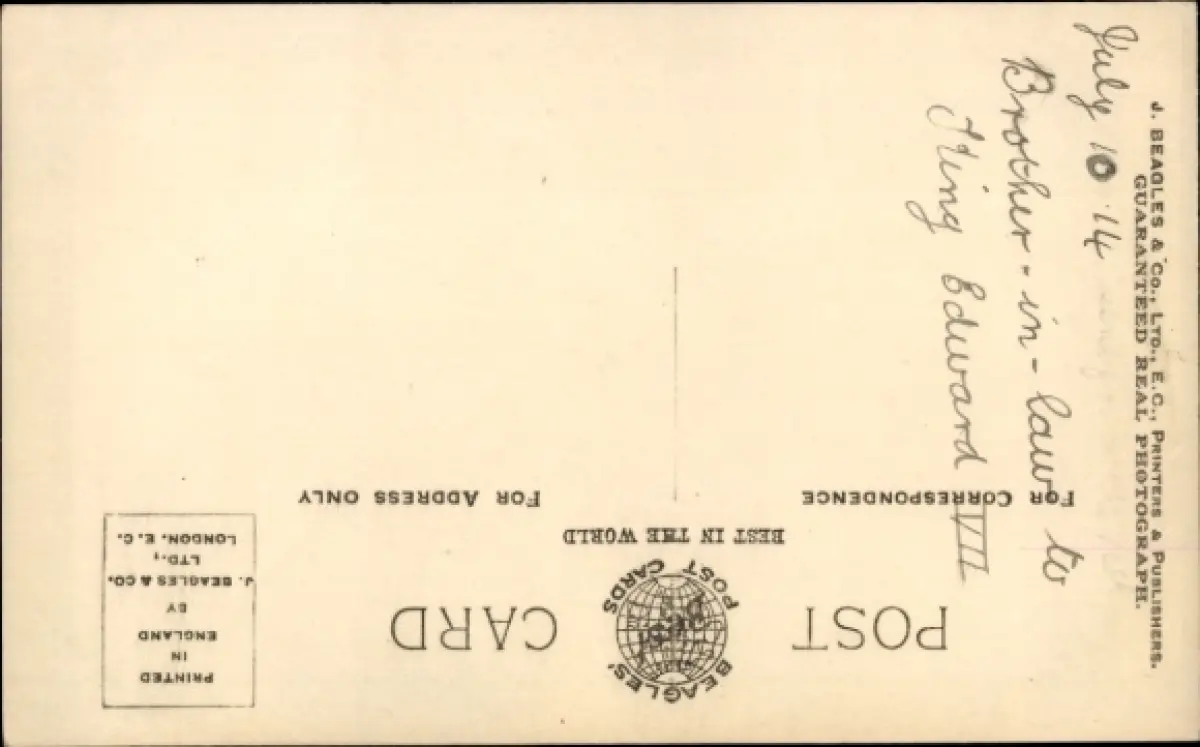 POST CARD
BEAGLES'
POST CARDS
BEST IN THE WORLD
FOR CORRESPONDENCE
FOR ADDRESS ONLY
PRINTED
IN
ENGLAND
BY
J. BEAGLES & CO.
LTD.,
LONDON, E. C.
J. BEAGLES & CO., LTD., E.C., PRINTERS & PUBLISHERS.
GUARANTEED REAL PHOTOGRAPH.
July 10 · 14
Brother - in - law to
King Edward VII